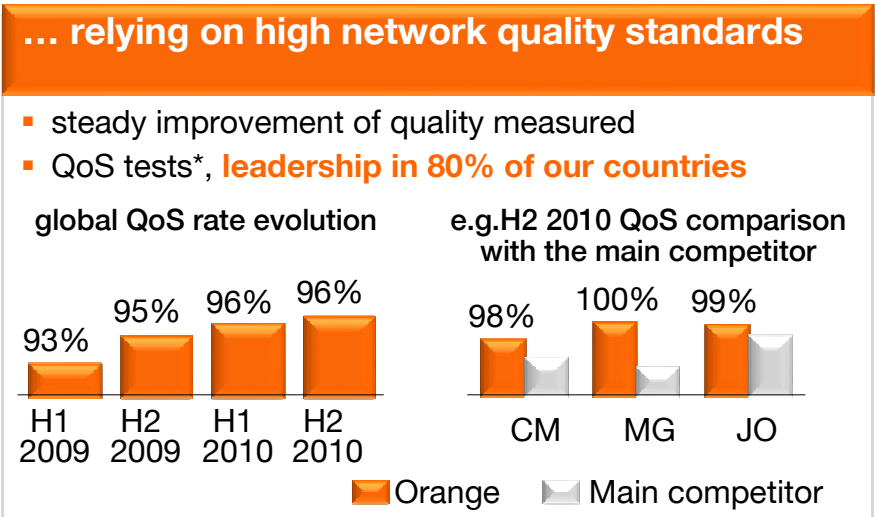 ... relying on high network quality standards
▪ steady improvement of quality measured
▪ QoS tests*, leadership in 80% of our countries
global QoS rate evolution
93%
95%
96%
96%
H1 2009
H2 2009
H1 2010
H2 2010
e.g.H2 2010 QoS comparison
with the main competitor
98%
100%
99%
CM
MG
JO
Orange
Main competitor